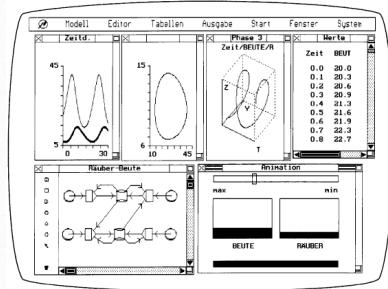 Modell Editor Tabellen Ausgabe Start Fenster System
Zeitd.
45
5
0 30
15
6
10 45
Phase 3
Zeit/BEUTE/R
Z
Y
T
Werte
Zeit BEUT
0.0 20.0
0.1 20.3
0.2 20.6
0.3 20.9
0.4 21.3
0.5 21.6
0.6 21.9
0.7 22.3
0.8 22.7
Räuber-Beute
Animation
max min
BEUTE RAUBER